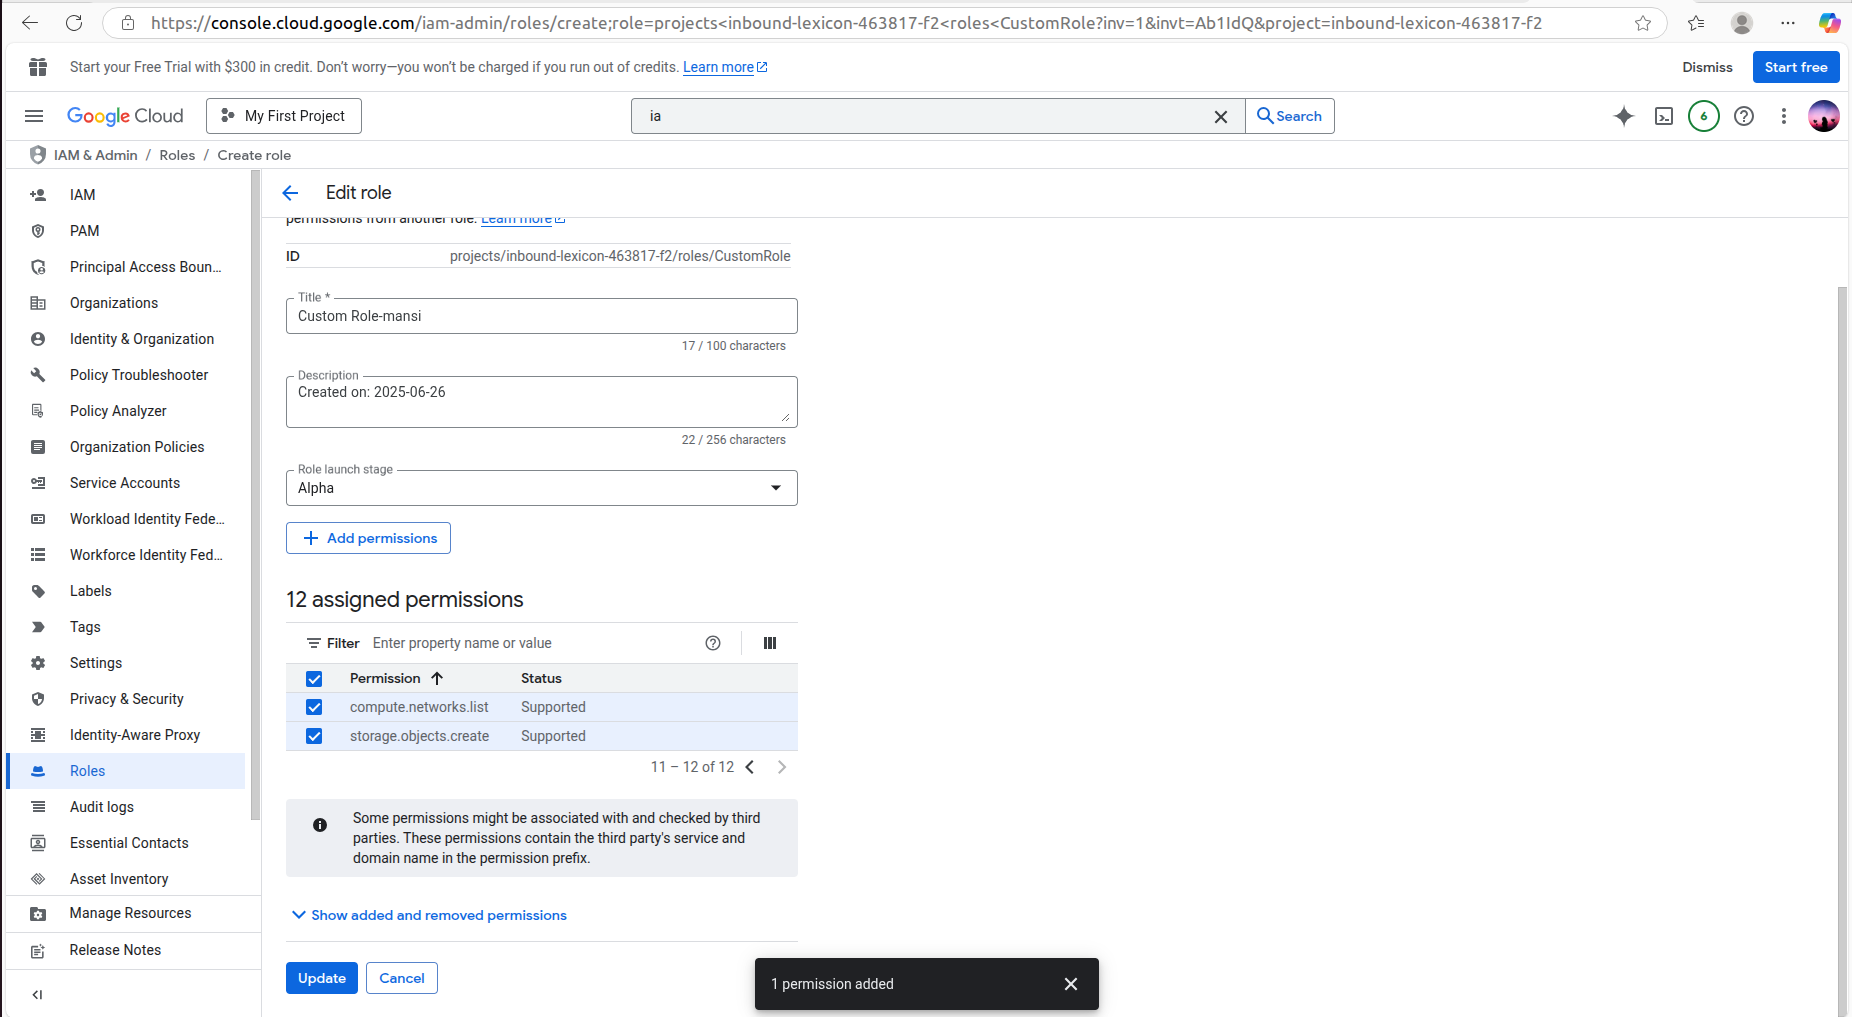 https://console.cloud.google.com/iam-admin/roles/create;role=projects<inbound-lexicon-463817-f2<roles<CustomRole?inv=1&invt=Ab1IdQ&project=inbound-lexicon-463817-f2
Start your Free Trial with $300 in credit. Don't worry—you won't be charged if you run out of credits. Learn more
Dismiss
Start free
Google Cloud
My First Project
ia
Search
6
IAM & Admin / Roles / Create role
IAM
PAM
Principal Access Boun...
Organizations
Identity & Organization
Policy Troubleshooter
Policy Analyzer
Organization Policies
Service Accounts
Workload Identity Fede...
Workforce Identity Fed...
Labels
Tags
Settings
Privacy & Security
Identity-Aware Proxy
Roles
Audit logs
Essential Contacts
Asset Inventory
Manage Resources
Release Notes
Edit role
permissions from another role. Learn more
ID projects/inbound-lexicon-463817-f2/roles/CustomRole
Title *
Custom Role-mansi
17 / 100 characters
Description
Created on: 2025-06-26
22 / 256 characters
Role launch stage
Alpha
Add permissions
12 assigned permissions
Filter Enter property name or value
Permission Status
compute.networks.list Supported
storage.objects.create Supported
11 – 12 of 12
Some permissions might be associated with and checked by third
parties. These permissions contain the third party's service and
domain name in the permission prefix.
Show added and removed permissions
Update
Cancel
1 permission added